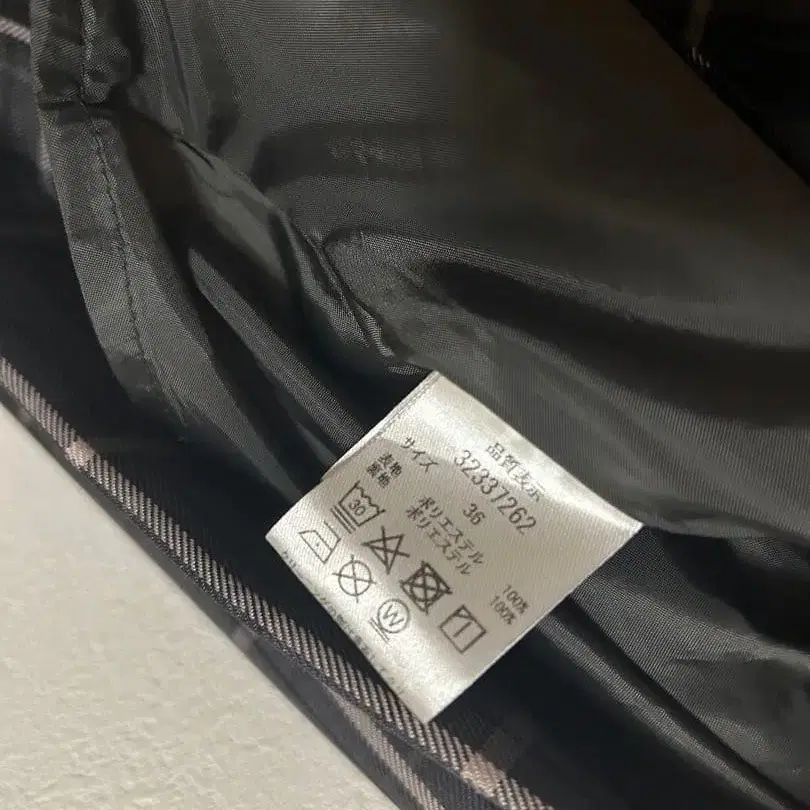 品質表示
32337262
サイズ 36
表地 ポリエステル 100%
裏地 ポリエステル 100%
30
W